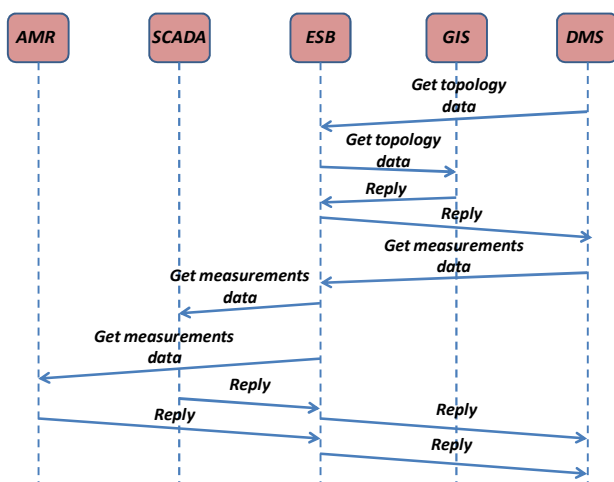 AMR
SCADA
ESB
GIS
DMS
Get topology
data
Get topology
data
Reply
Reply
Get measurements
data
Get measurements
data
Get measurements
data
Reply
Reply
Reply
Reply